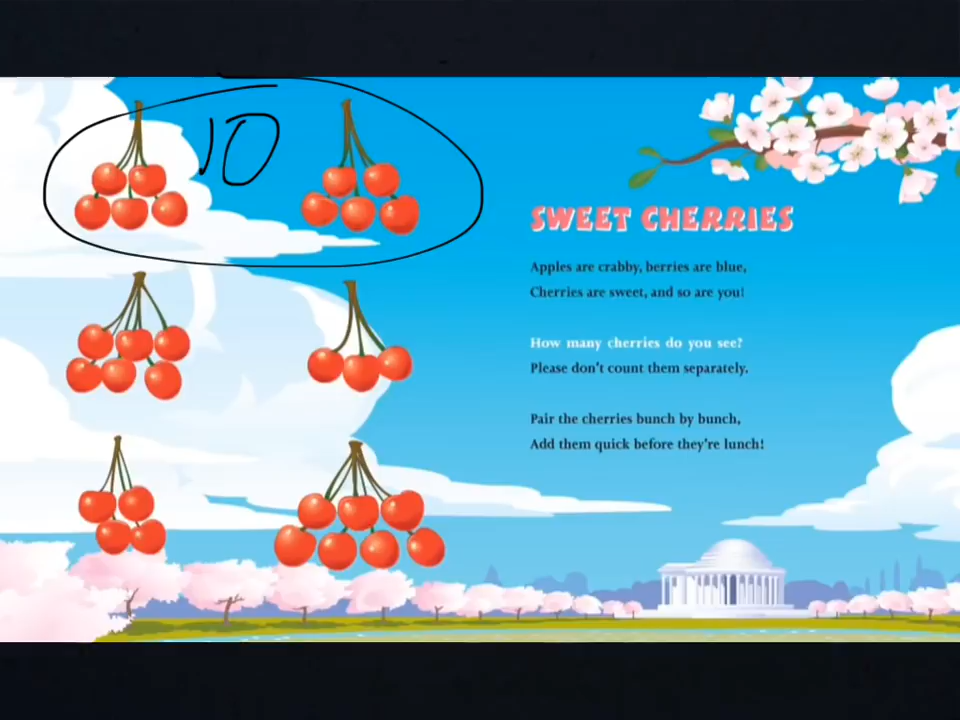 10
SWEET CHERRIES
Apples are crabby, berries are blue,
Cherries are sweet, and so are you!
How many cherries do you see?
Please don't count them separately.
Pair the cherries bunch by bunch,
Add them quick before they're lunch!